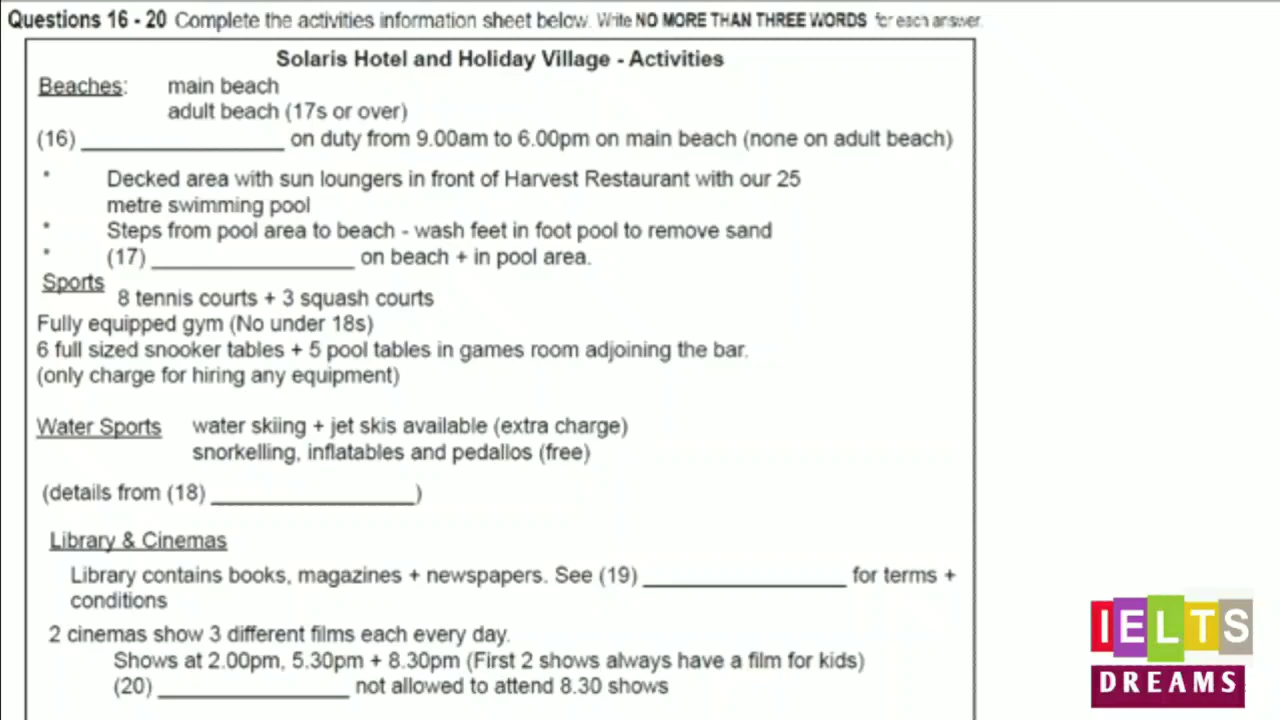 Questions 16 - 20 Complete the activities information sheet below. Write NO MORE THAN THREE WORDS for each answer.
Solaris Hotel and Holiday Village - Activities
Beaches: main beach
adult beach (17s or over)
(16) ________________ on duty from 9.00am to 6.00pm on main beach (none on adult beach)
* Decked area with sun loungers in front of Harvest Restaurant with our 25
metre swimming pool
* Steps from pool area to beach - wash feet in foot pool to remove sand
* (17) ________________ on beach + in pool area.
Sports
8 tennis courts + 3 squash courts
Fully equipped gym (No under 18s)
6 full sized snooker tables + 5 pool tables in games room adjoining the bar.
(only charge for hiring any equipment)
Water Sports water skiing + jet skis available (extra charge)
snorkelling, inflatables and pedallos (free)
(details from (18) ________________)
Library & Cinemas
Library contains books, magazines + newspapers. See (19) ________________ for terms +
conditions
2 cinemas show 3 different films each every day.
Shows at 2.00pm, 5.30pm + 8.30pm (First 2 shows always have a film for kids)
(20) _______________ not allowed to attend 8.30 shows
IELTS
DREAMS